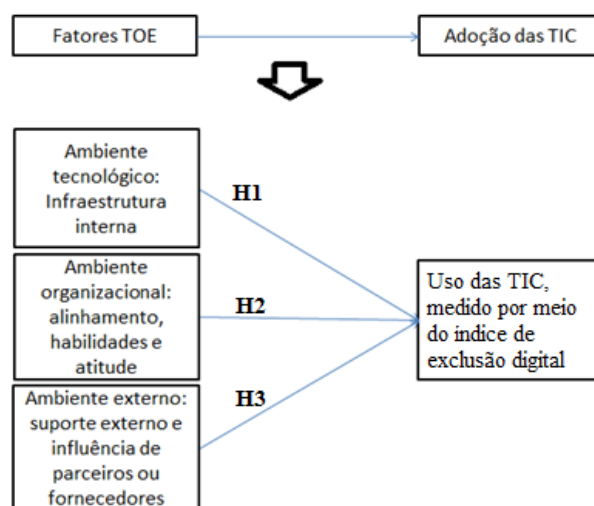 Fatores TOE
Adoção das TIC
Ambiente
tecnológico:
Infraestrutura
interna
H1
Ambiente
organizacional:
alinhamento,
habilidades e
atitude
H2
Ambiente externo:
suporte externo e
influência de
parceiros ou
fornecedores
H3
Uso das TIC,
medido por meio
do indice de
exclusão digital